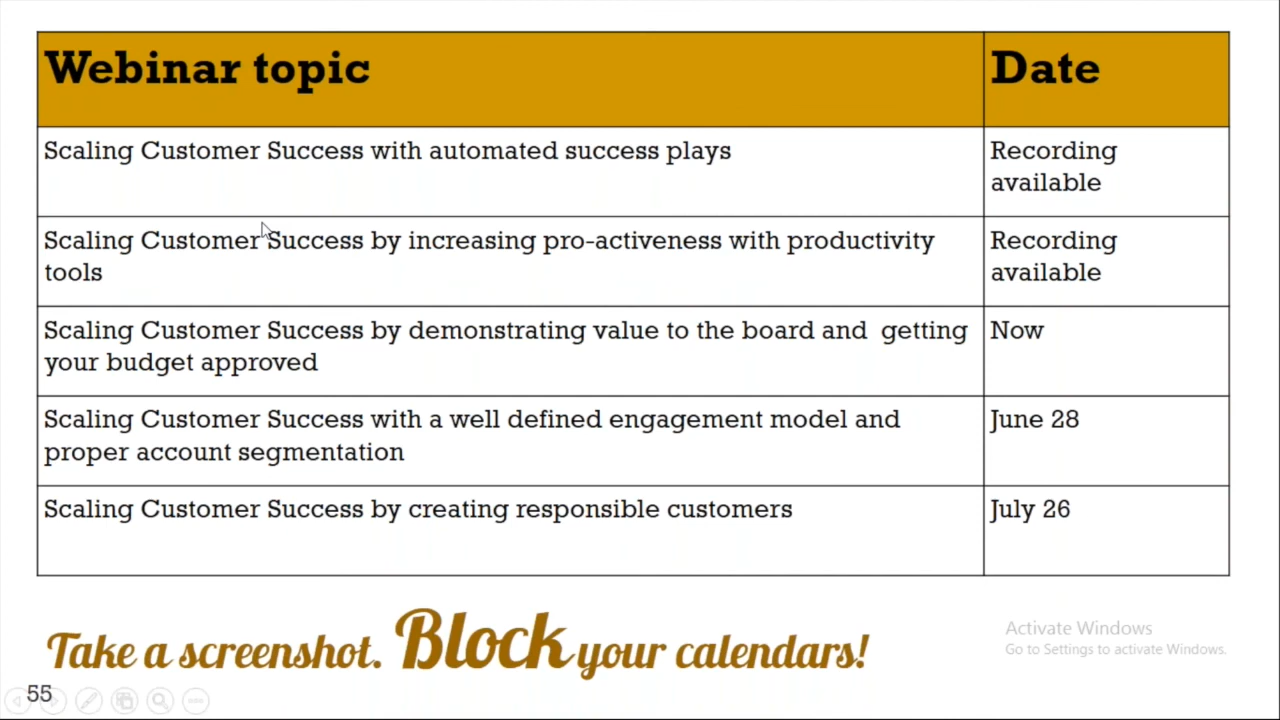 Webinar topic Date
Scaling Customer Success with automated success plays Recording
available
Scaling Customer Success by increasing pro-activeness with productivity Recording
tools available
Scaling Customer Success by demonstrating value to the board and  getting Now
your budget approved
Scaling Customer Success with a well defined engagement model and June 28
proper account segmentation
Scaling Customer Success by creating responsible customers July 26
Take a screenshot. Block your calendars!
Activate Windows
Go to Settings to activate Windows.
55